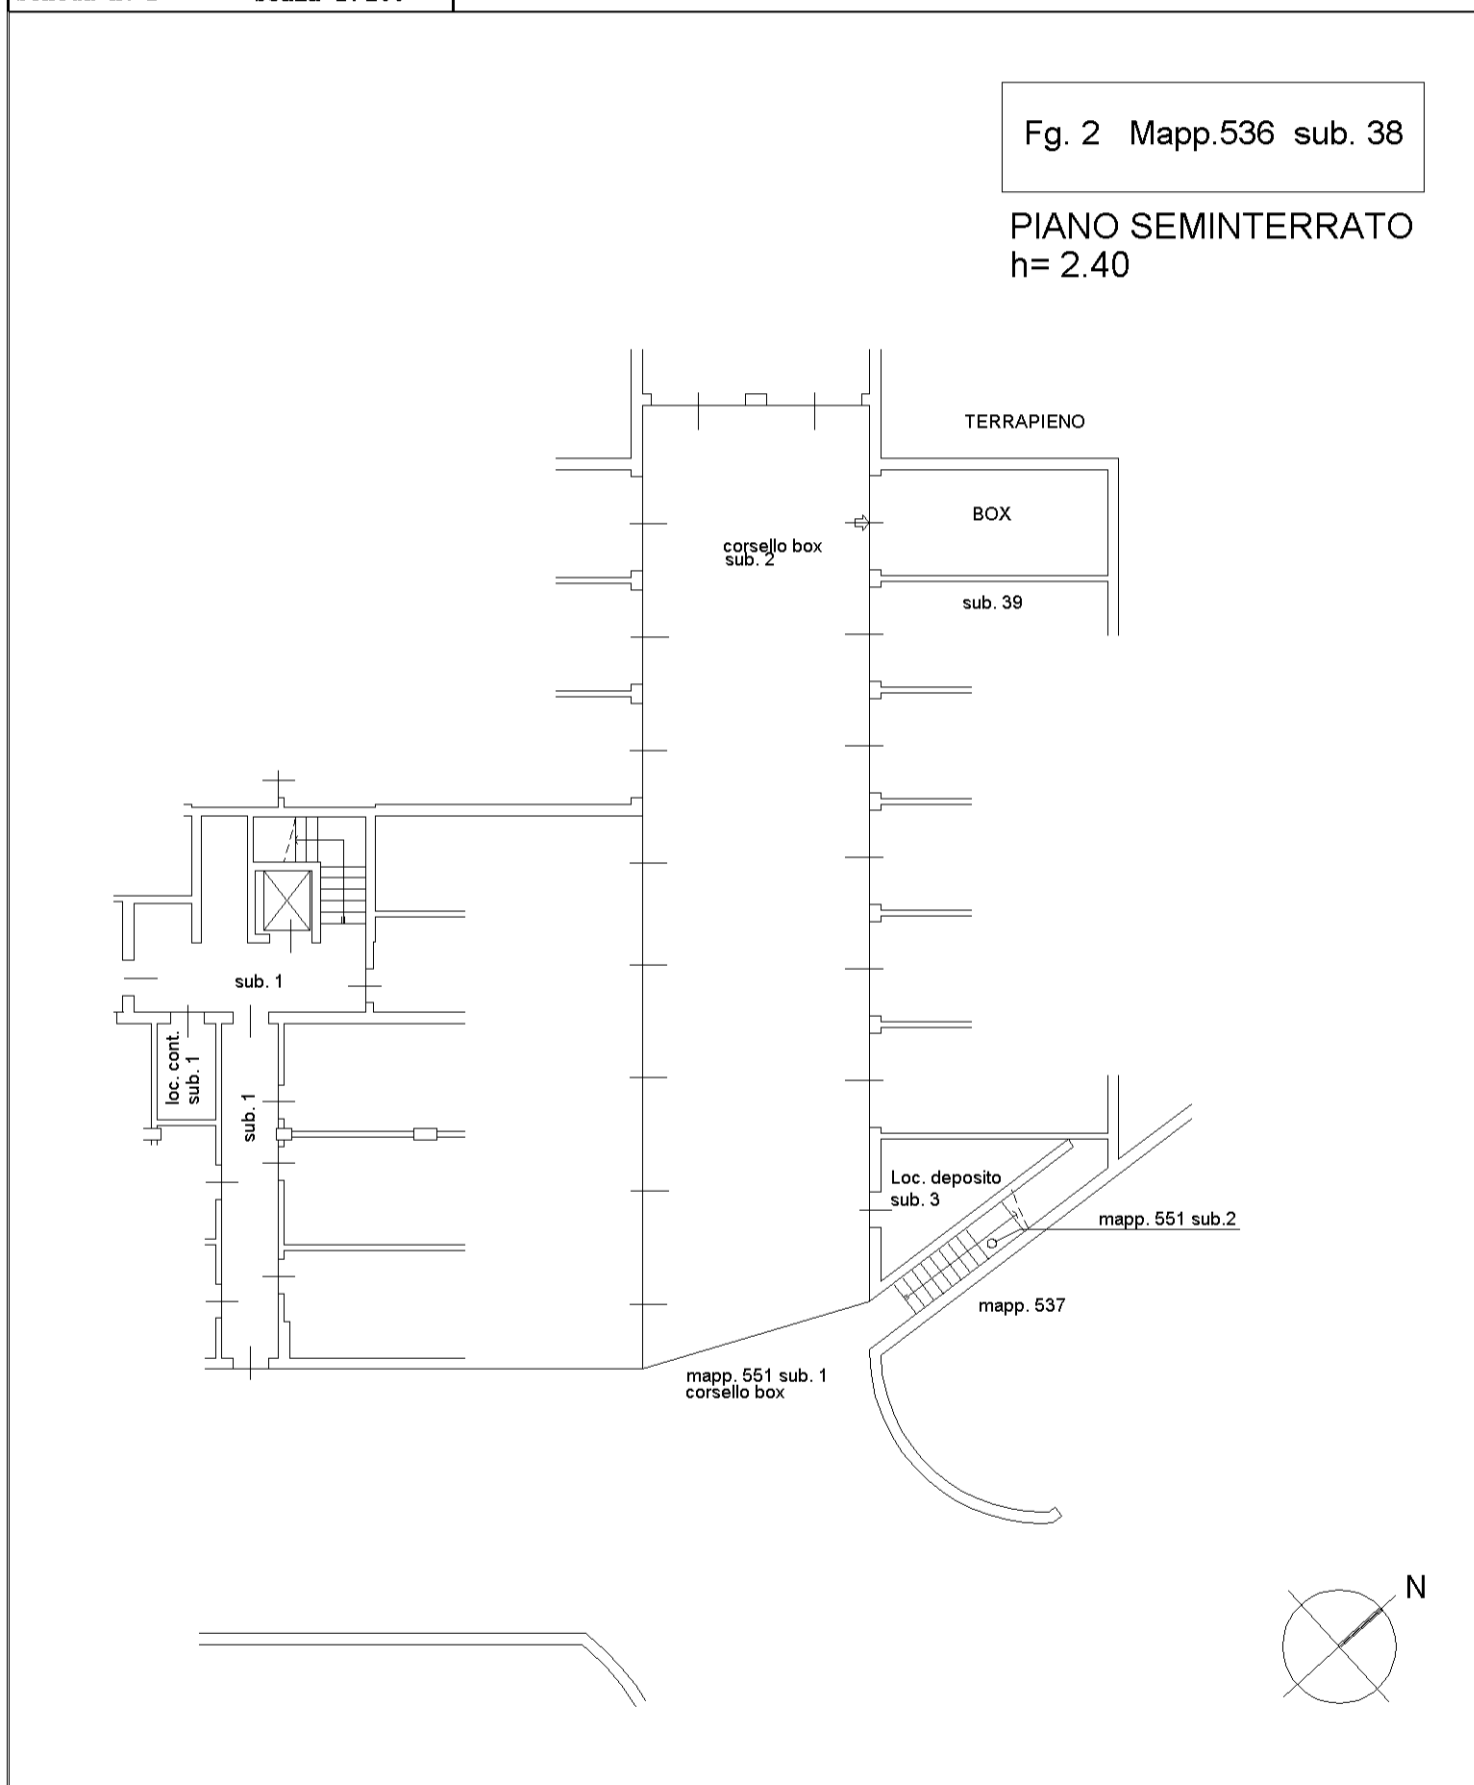 Fg. 2 Mapp.536 sub. 38
PIANO SEMINTERRATO
h= 2.40
TERRAPIENO
BOX
corsello box
sub. 2
sub. 39
sub. 1
loc. cont.
sub. 1
sub. 1
Loc. deposito
sub. 3
mapp. 551 sub.2
mapp. 537
mapp. 551 sub. 1
corsello box
N